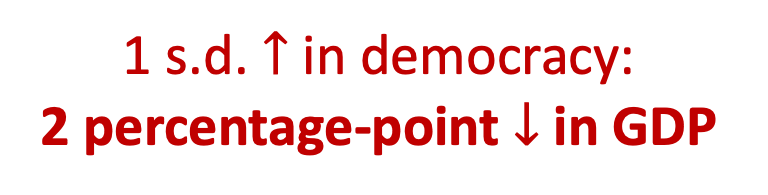 1 s.d. ↑ in democracy:
2 percentage-point ↓ in GDP